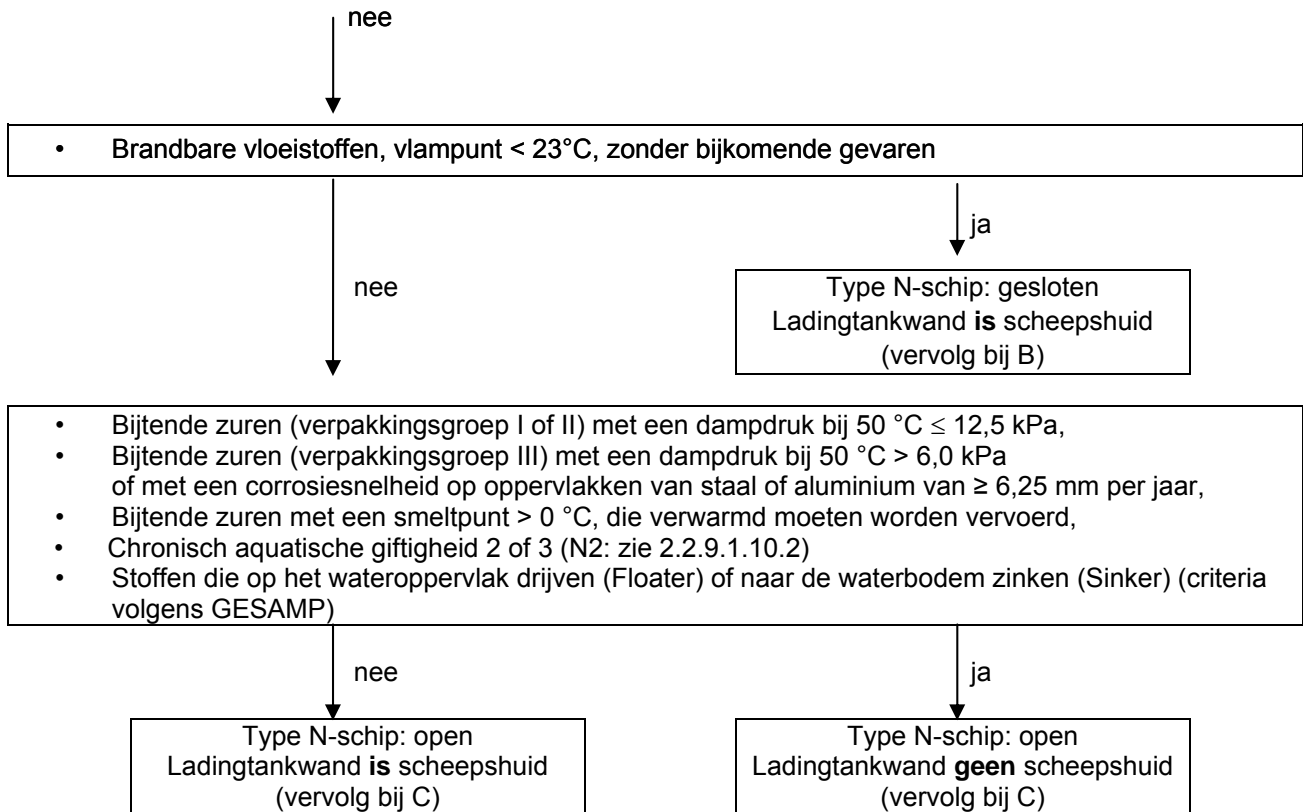 nee
• Brandbare vloeistoffen, vlampunt < 23°C, zonder bijkomende gevaren
ja
nee
Type N-schip: gesloten
Ladingtankwand is scheepshuid
(vervolg bij B)
• Bijtende zuren (verpakkingsgroep I of II) met een dampdruk bij 50 °C ≤ 12,5 kPa,
• Bijtende zuren (verpakkingsgroep III) met een dampdruk bij 50 °C > 6,0 kPa
of met een corrosiesnelheid op oppervlakken van staal of aluminium van ≥ 6,25 mm per jaar,
• Bijtende zuren met een smeltpunt > 0 °C, die verwarmd moeten worden vervoerd,
• Chronisch aquatische giftigheid 2 of 3 (N2: zie 2.2.9.1.10.2)
• Stoffen die op het wateroppervlak drijven (Floater) of naar de waterbodem zinken (Sinker) (criteria
volgens GESAMP)
nee
ja
Type N-schip: open
Ladingtankwand is scheepshuid
(vervolg bij C)
Type N-schip: open
Ladingtankwand geen scheepshuid
(vervolg bij C)